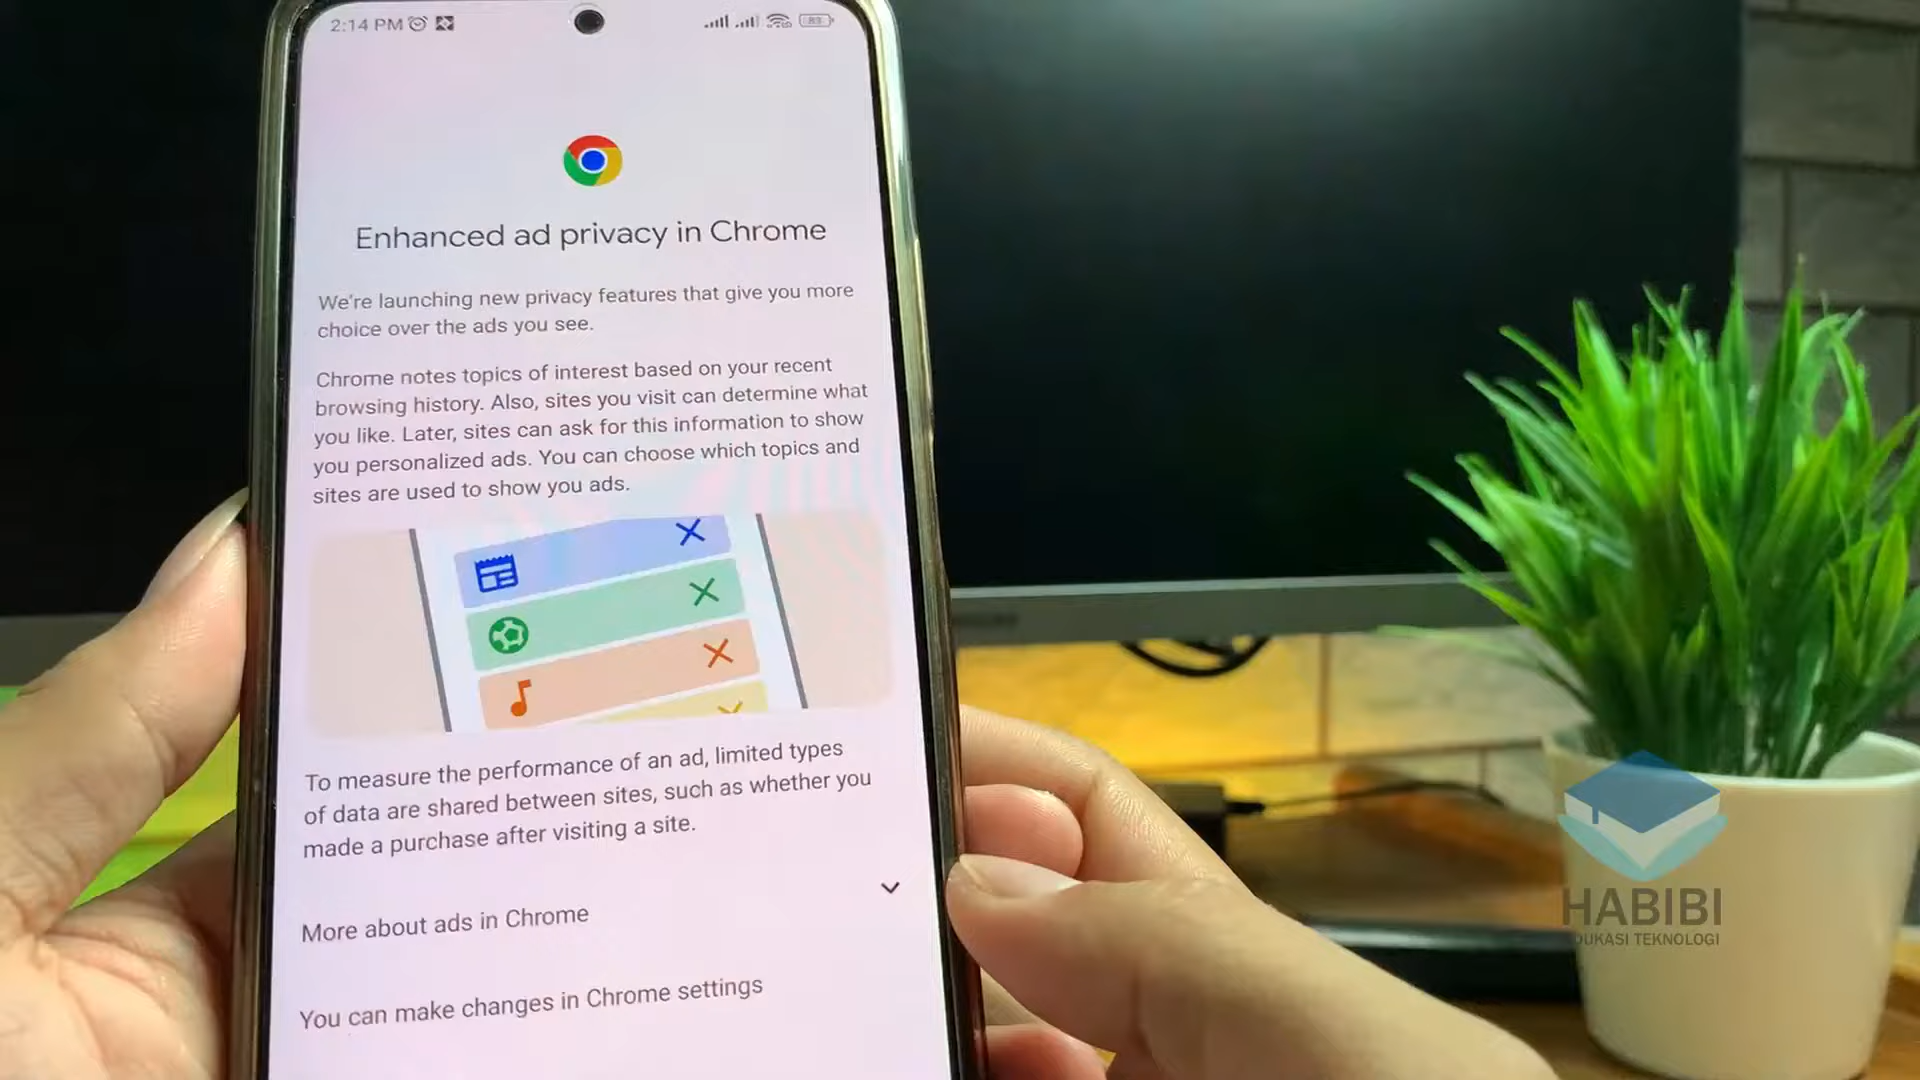 2:14 PM
83
Enhanced ad privacy in Chrome
We're launching new privacy features that give you more
choice over the ads you see.
Chrome notes topics of interest based on your recent
browsing history. Also, sites you visit can determine what
you like. Later, sites can ask for this information to show
you personalized ads. You can choose which topics and
sites are used to show you ads.
To measure the performance of an ad, limited types
of data are shared between sites, such as whether you
made a purchase after visiting a site.
More about ads in Chrome
You can make changes in Chrome settings
HABIBI
EDUKASI TEKNOLOGI